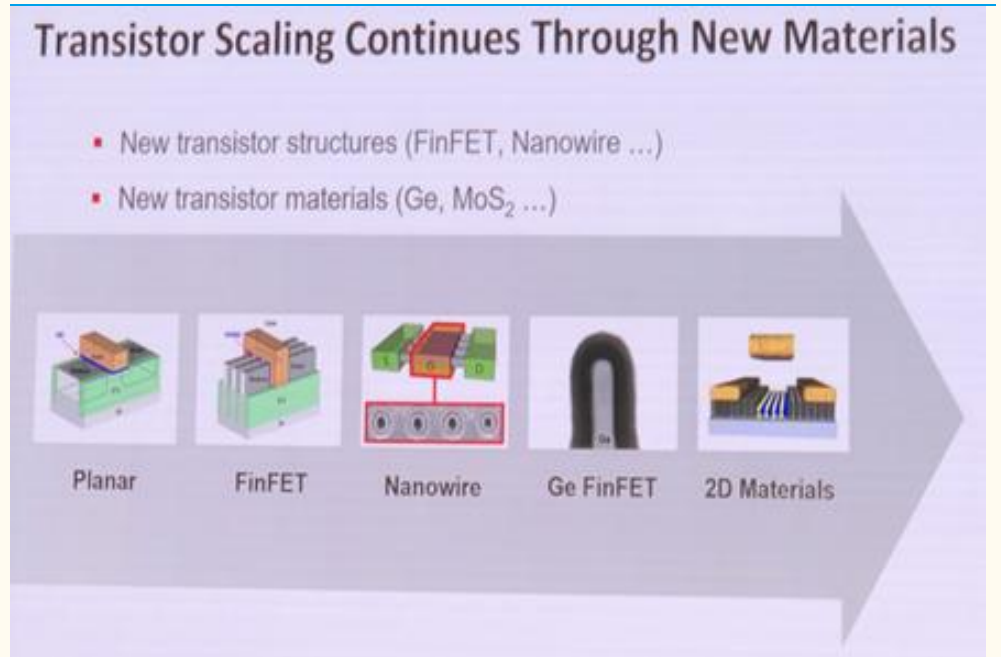 Transistor Scaling Continues Through New Materials
▪ New transistor structures (FinFET, Nanowire ...)
▪ New transistor materials (Ge, MoS₂ ...)
S G D
Ge
Planar
FinFET
Nanowire
Ge FinFET
2D Materials